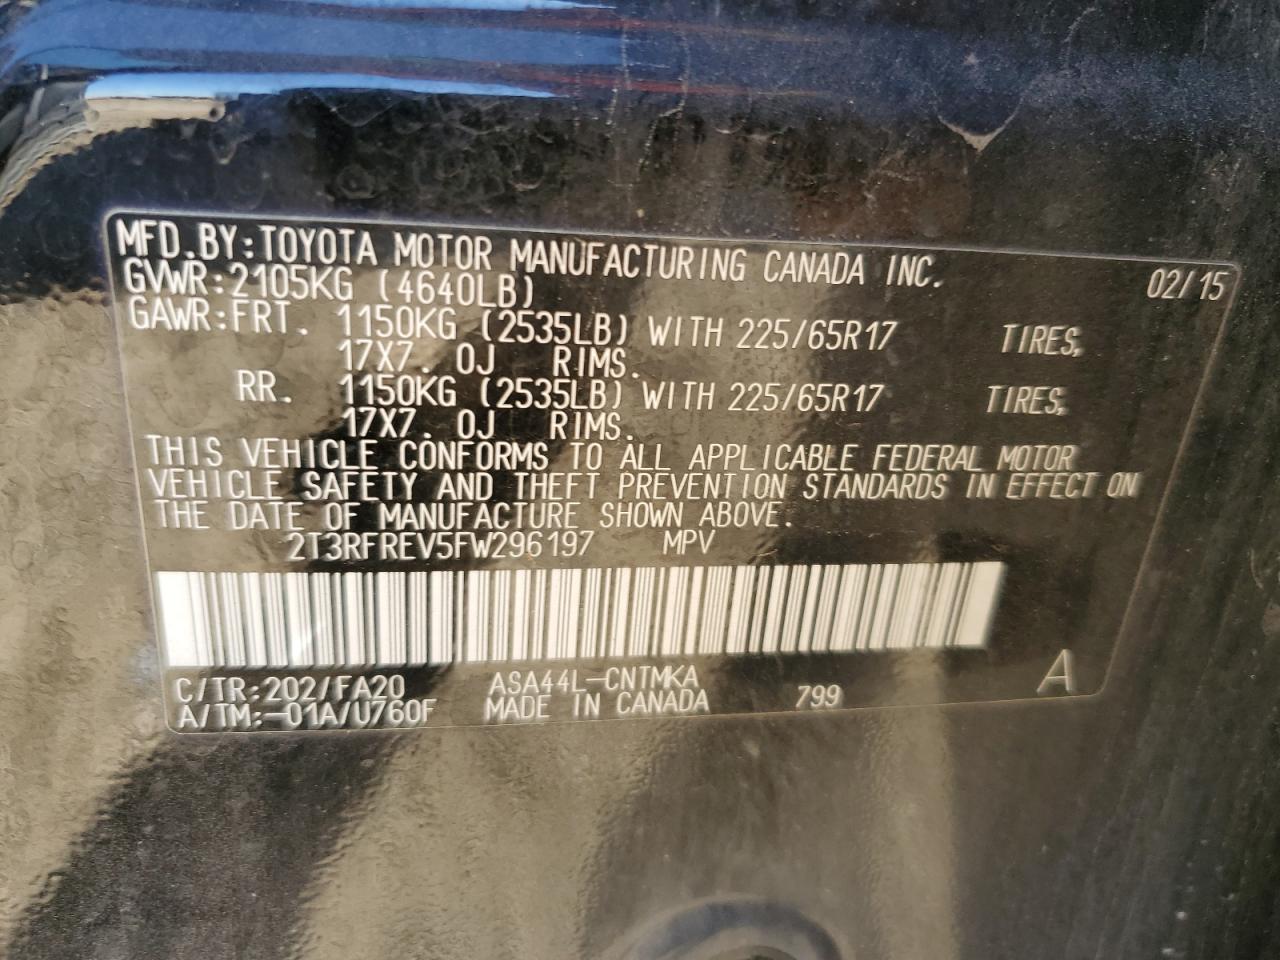 MFD.BY:TOYOTA MOTOR MANUFACTURING CANADA INC. 02/15
GVWR:2105KG (4640LB)
GAWR:FRT. 1150KG (2535LB) WITH 225/65R17 TIRES,
17X7. 0J RIMS.
RR. 1150KG (2535LB) WITH 225/65R17 TIRES,
17X7. 0J RIMS.
THIS VEHICLE CONFORMS TO ALL APPLICABLE FEDERAL MOTOR
VEHICLE SAFETY AND THEFT PREVENTION STANDARDS IN EFFECT ON
THE DATE OF MANUFACTURE SHOWN ABOVE.
2T3RFREV5FW296197 MPV
C/TR:202/FA20 ASA44L-CNTMKA
A/TM:-01A/U760F MADE IN CANADA 799 A